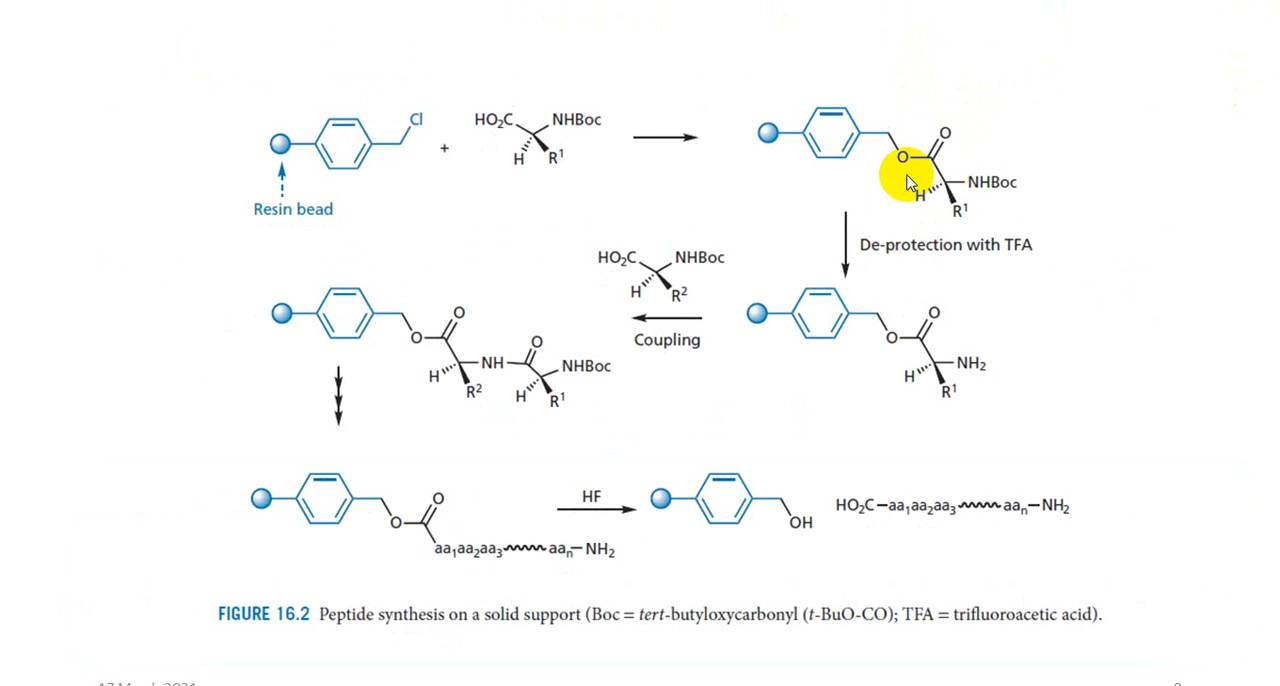 Cl
HO₂C NHBoc
+
H R¹
Resin bead
O
O
NHBoc
H
R¹
De-protection with TFA
HO₂C NHBoc
H R²
Coupling
O
O
NH
O
NHBoc
H
R²
H
R¹
O
O
NH₂
H
R¹
O
O
aa₁aa₂aa₃ aaₙ–NH₂
HF
OH
HO₂C–aa₁aa₂aa₃ aaₙ–NH₂
FIGURE 16.2 Peptide synthesis on a solid support (Boc = tert-butyloxycarbonyl (t-BuO-CO); TFA = trifluoroacetic acid).